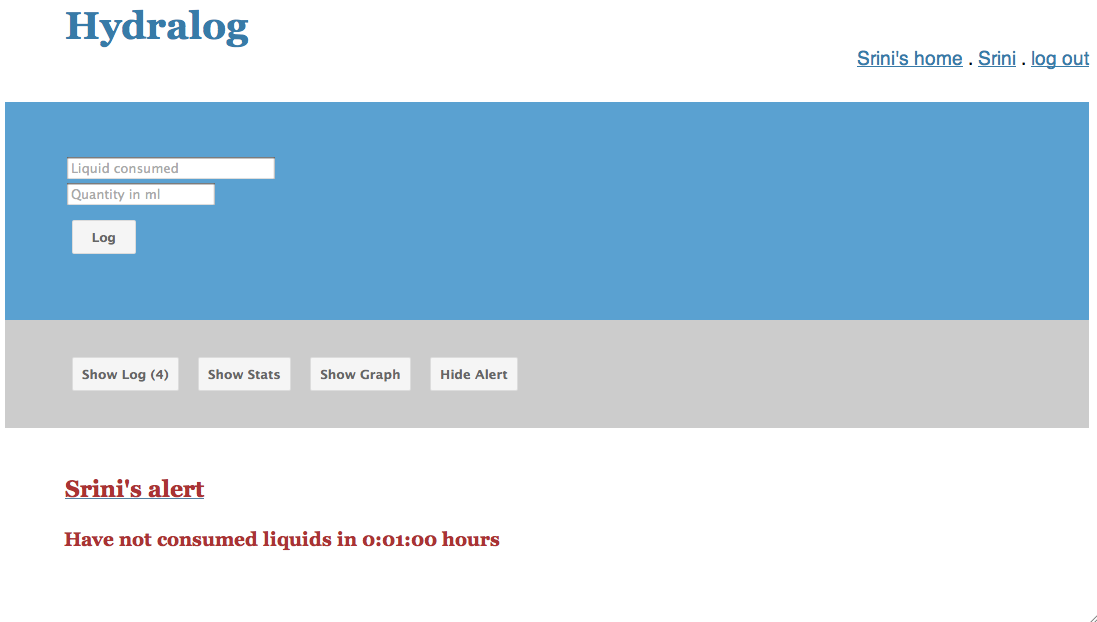 Hydralog
Srini's home . Srini . log out
Liquid consumed
Quantity in ml
Log
Show Log (4) Show Stats Show Graph Hide Alert
Srini's alert
Have not consumed liquids in 0:01:00 hours